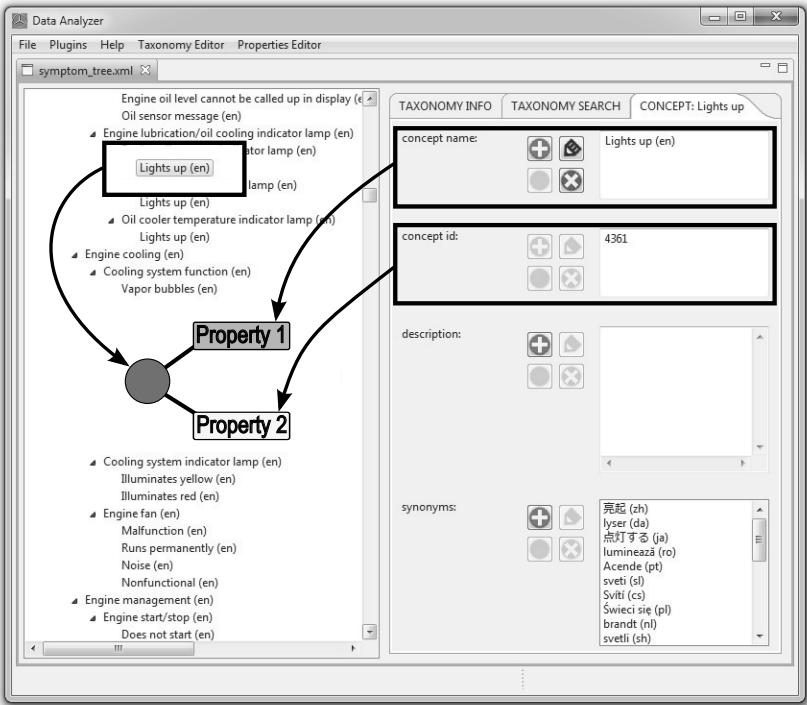 Data Analyzer
File Plugins Help Taxonomy Editor Properties Editor
symptom_tree.xml
Engine oil level cannot be called up in display (e
Oil sensor message (en)
Engine lubrication/oil cooling indicator lamp (en)
ator lamp (en)
Lights up (en)
lamp (en)
Lights up (en)
Oil cooler temperature indicator lamp (en)
Lights up (en)
Engine cooling (en)
Cooling system function (en)
Vapor bubbles (en)
Property 1
Property 2
Cooling system indicator lamp (en)
Illuminates yellow (en)
Illuminates red (en)
Engine fan (en)
Malfunction (en)
Runs permanently (en)
Noise (en)
Nonfunctional (en)
Engine management (en)
Engine start/stop (en)
Does not start (en)
TAXONOMY INFO TAXONOMY SEARCH CONCEPT: Lights up
concept name:
Lights up (en)
concept id:
4361
description:
synonyms:
亮起 (zh)
lyser (da)
点灯する (ja)
luminează (ro)
Acende (pt)
sveti (sl)
Svítí (cs)
Świeci się (pl)
brandt (nl)
svetli (sh)